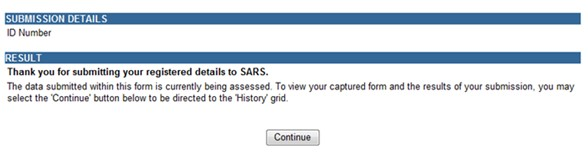 SUBMISSION DETAILS
ID Number
RESULT
Thank you for submitting your registered details to SARS.
The data submitted within this form is currently being assessed. To view your captured form and the results of your submission, you may
select the 'Continue' button below to be directed to the 'History' grid.
Continue